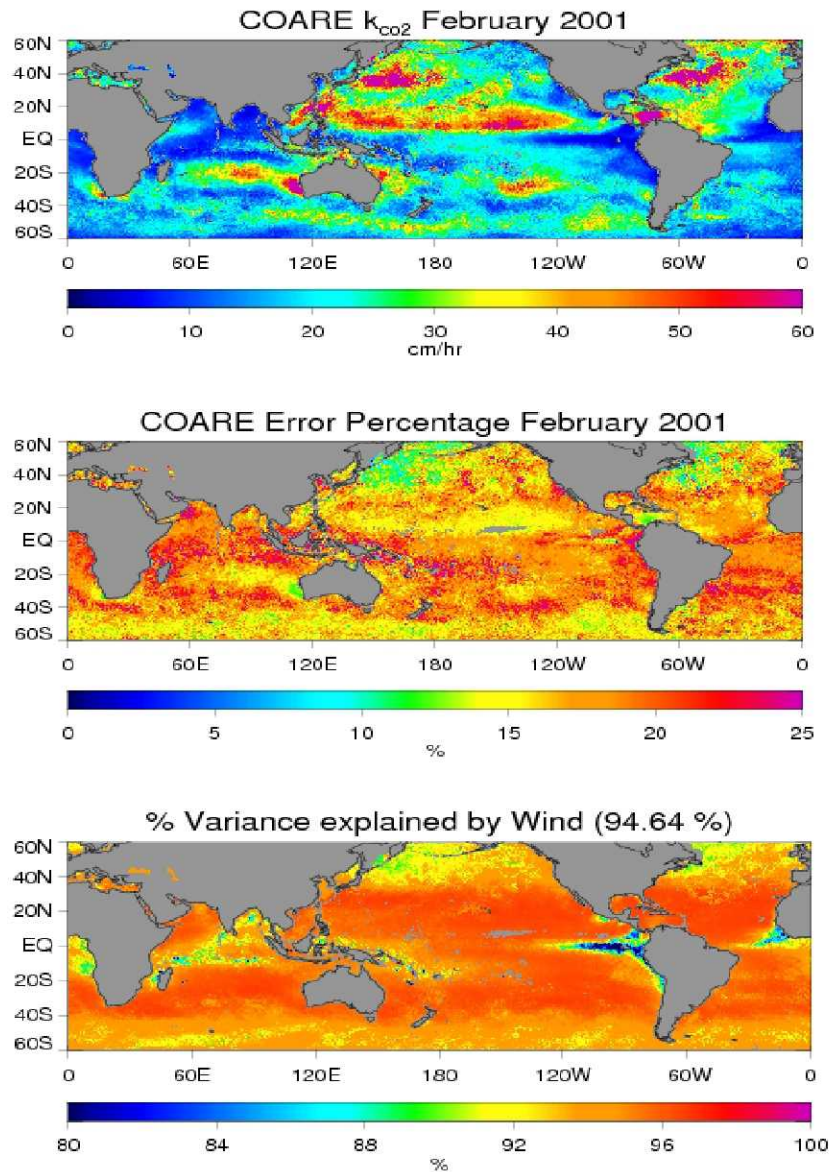 COARE kco2 February 2001
60N
40N
20N
EQ
20S
40S
60S
0 60E 120E 180 120W 60W 0
0 10 20 30 40 50 60
cm/hr
COARE Error Percentage February 2001
60N
40N
20N
EQ
20S
40S
60S
0 60E 120E 180 120W 60W 0
0 5 10 15 20 25
%
% Variance explained by Wind (94.64 %)
60N
40N
20N
EQ
20S
40S
60S
0 60E 120E 180 120W 60W 0
80 84 88 92 96 100
%